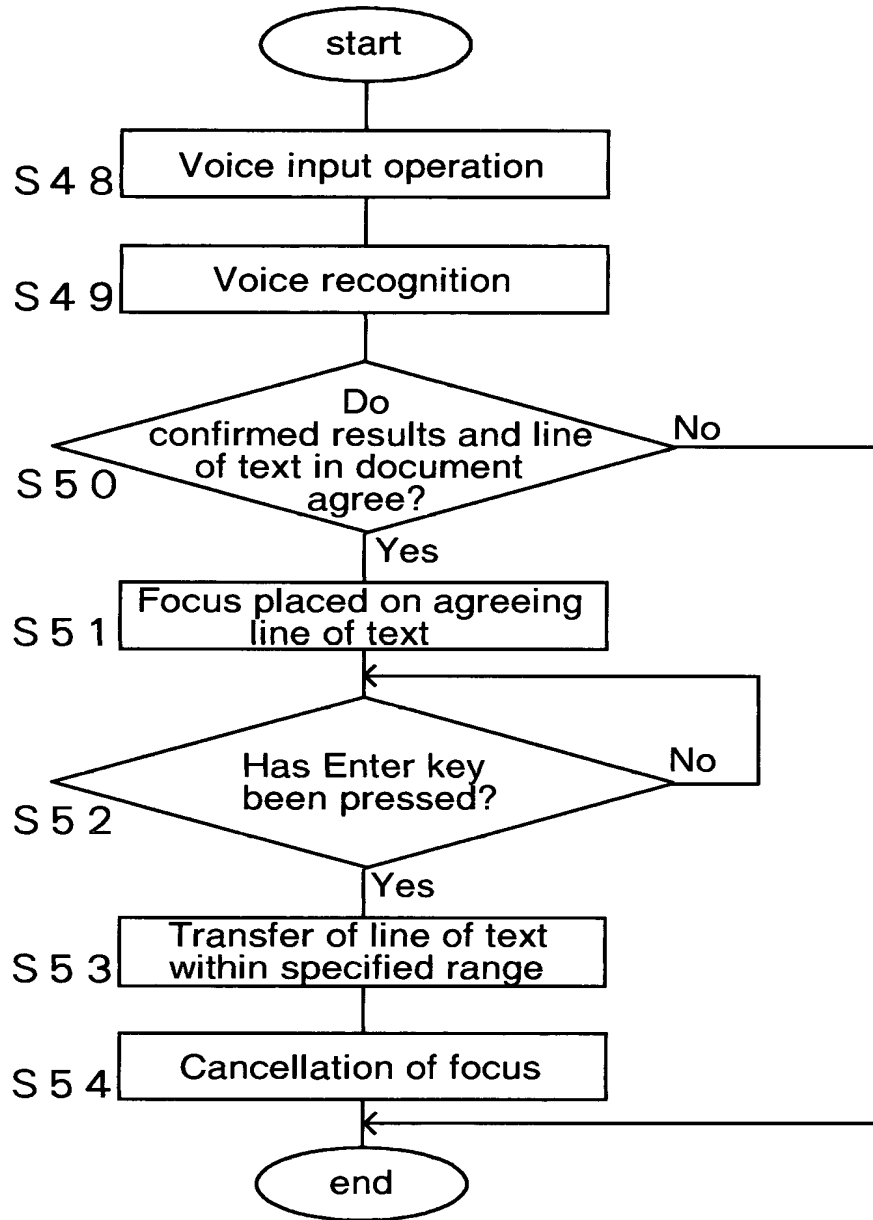 start
S48
Voice input operation
S49
Voice recognition
Do
confirmed results and line
of text in document
agree?
No
S50
Yes
Focus placed on agreeing
line of text
S51
Has Enter key
been pressed?
No
S52
Yes
Transfer of line of text
within specified range
S53
Cancellation of focus
S54
end